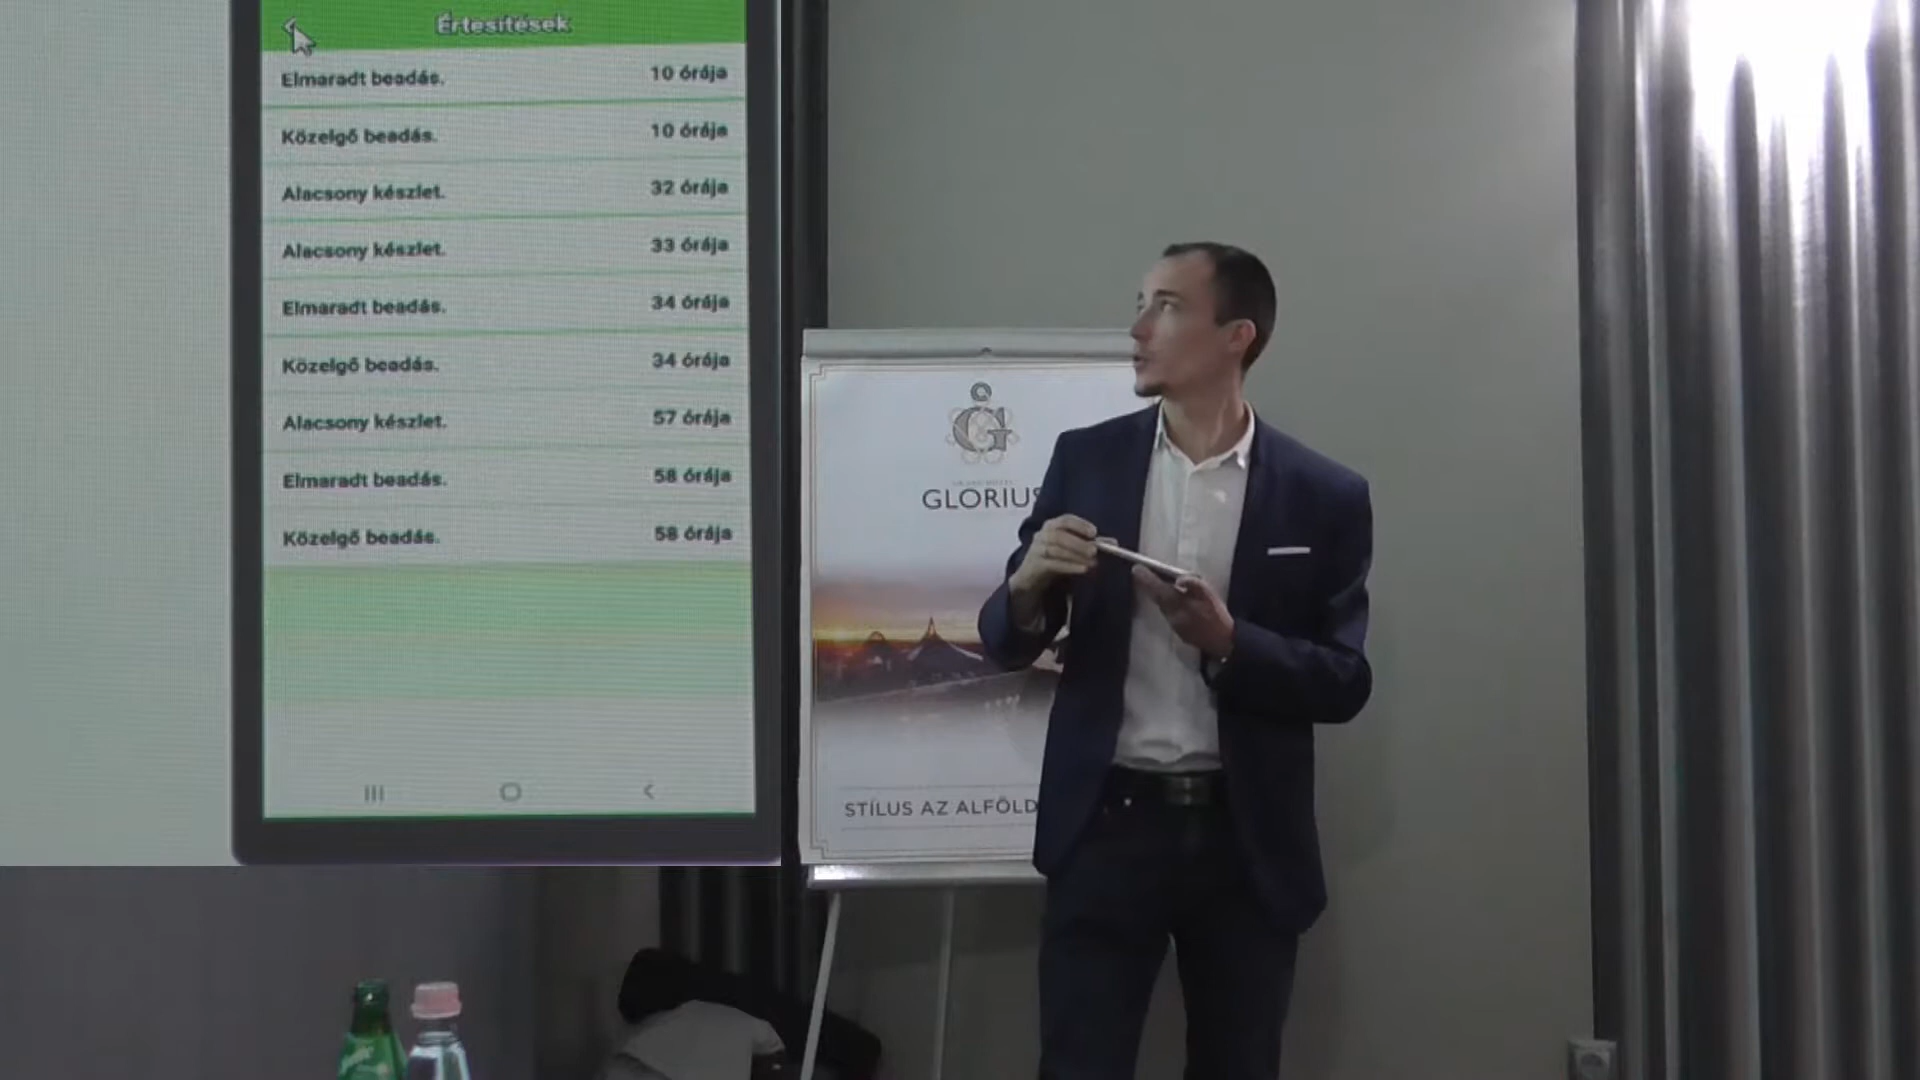 Értesítések
Elmaradt beadás. 10 órája
Közelgő beadás. 10 órája
Alacsony készlet. 32 órája
Alacsony készlet. 33 órája
Elmaradt beadás. 34 órája
Közelgő beadás. 34 órája
Alacsony készlet. 57 órája
Elmaradt beadás. 58 órája
Közelgő beadás. 58 órája
G
GLORIUS
STÍLUS AZ ALFÖLD